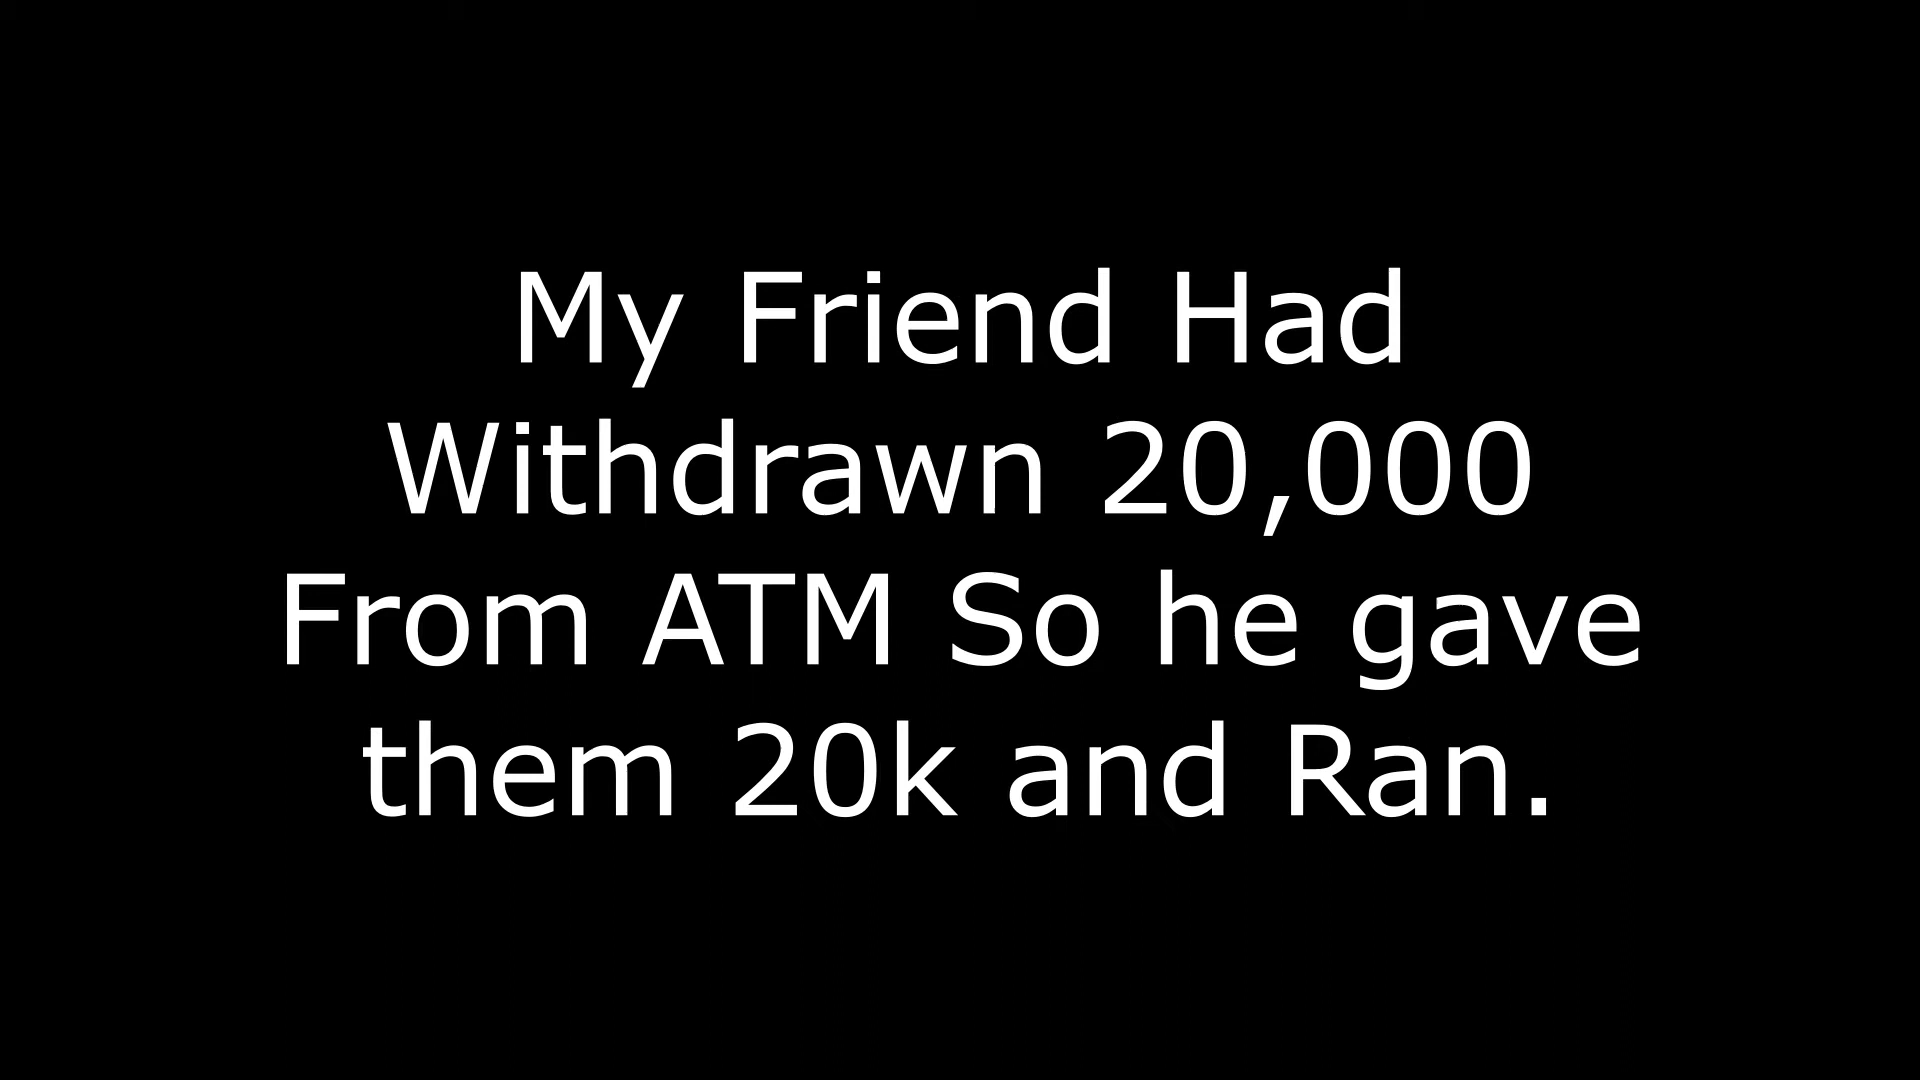 My Friend Had
Withdrawn 20,000
From ATM So he gave
them 20k and Ran.